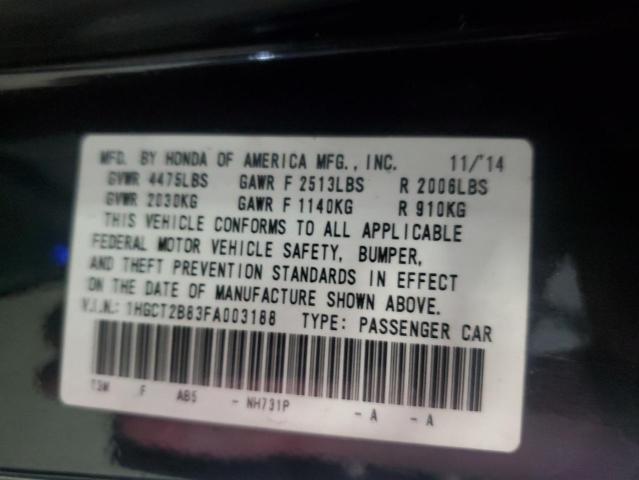 MFD. BY HONDA OF AMERICA MFG., INC. 11/'14
GVWR 4475LBS GAWR F 2513LBS R 2006LBS
GVWR 2030KG GAWR F 1140KG R 910KG
THIS VEHICLE CONFORMS TO ALL APPLICABLE
FEDERAL MOTOR VEHICLE SAFETY, BUMPER,
AND THEFT PREVENTION STANDARDS IN EFFECT
ON THE DATE OF MANUFACTURE SHOWN ABOVE.
V.I.N.: 1HGCT2B83FA003188 TYPE: PASSENGER CAR
T3M F AB5 - NH731P - A - A